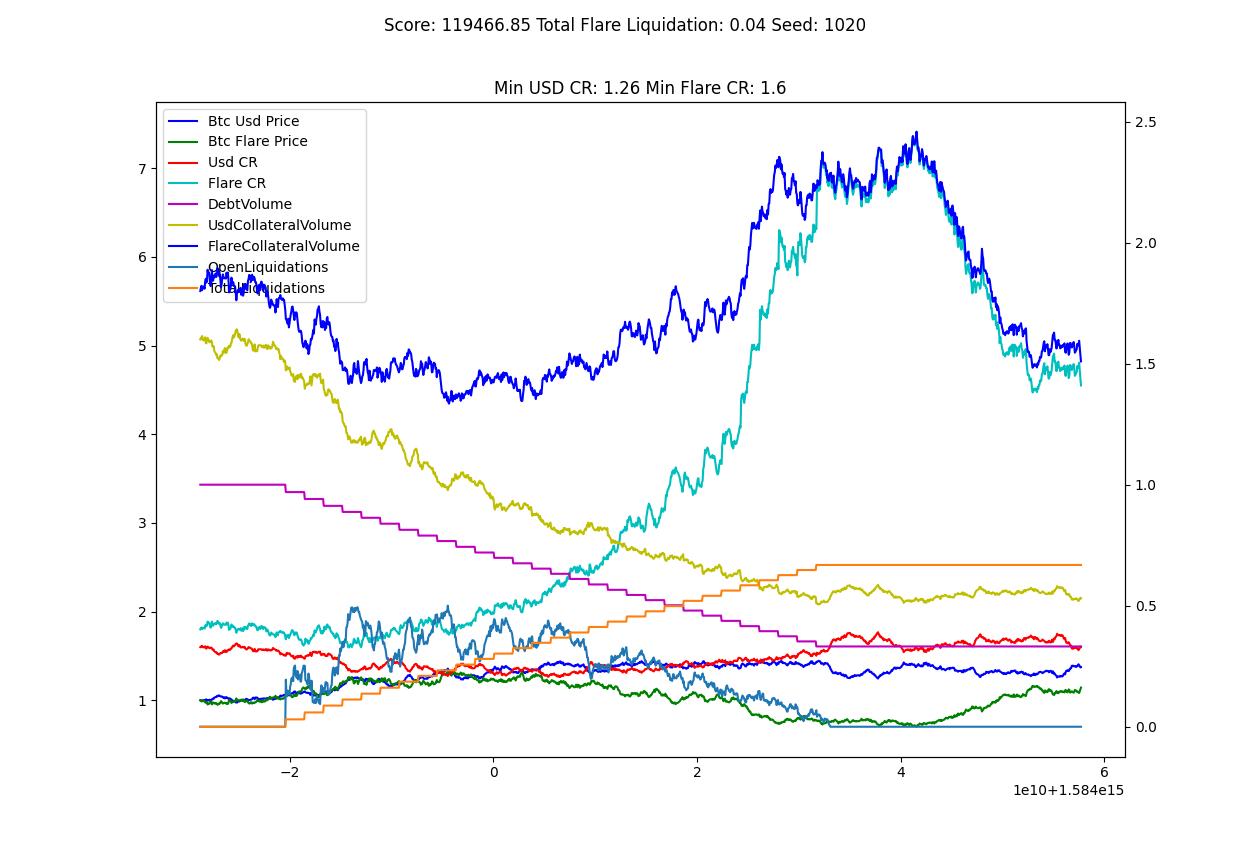 Score: 119466.85 Total Flare Liquidation: 0.04 Seed: 1020
Min USD CR: 1.26 Min Flare CR: 1.6
Btc Usd Price
Btc Flare Price
Usd CR
Flare CR
DebtVolume
UsdCollateralVolume
FlareCollateralVolume
OpenLiquidations
TotalLiquidations
7
6
5
4
3
2
1
2.5
2.0
1.5
1.0
0.5
0.0
−2
0
2
4
6
1e10+1.584e15